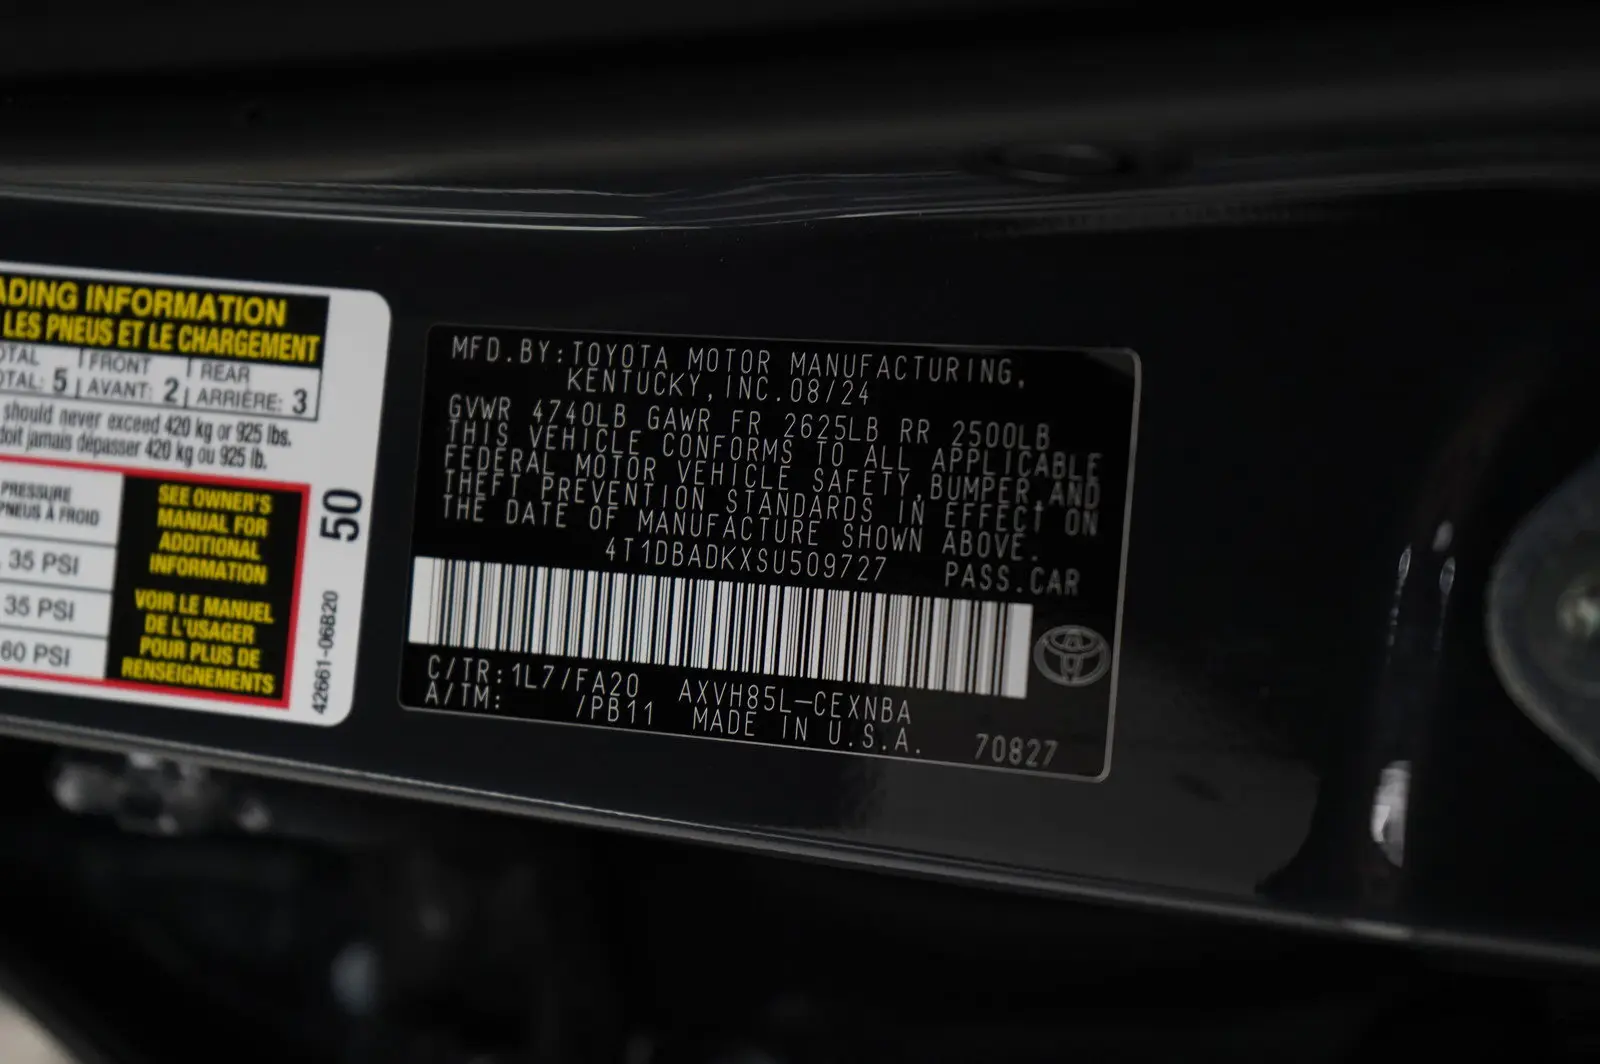 ADING INFORMATION
LES PNEUS ET LE CHARGEMENT
OTAL FRONT REAR
OTAL: 5 AVANT: 2 ARRIÈRE: 3
should never exceed 420 kg or 925 lbs.
doit jamais dépasser 420 kg ou 925 lb.
PRESSURE
PNEUS À FROID
35 PSI
35 PSI
60 PSI
SEE OWNER'S
MANUAL FOR
ADDITIONAL
INFORMATION
VOIR LE MANUEL
DE L'USAGER
POUR PLUS DE
RENSEIGNEMENTS
50
42661-06B20
MFD.BY:TOYOTA MOTOR MANUFACTURING,
KENTUCKY,INC.08/24
GVWR 4740LB GAWR FR 2625LB RR 2500LB
THIS VEHICLE CONFORMS TO ALL APPLICABLE
FEDERAL MOTOR VEHICLE SAFETY,BUMPER,AND
THEFT PREVENTION STANDARDS IN EFFECT ON
THE DATE OF MANUFACTURE SHOWN ABOVE.
4T1DBADKXSU509727 PASS.CAR
C/TR:1L7/FA20 AXVH85L-CEXNBA
A/TM: /PB11 MADE IN U.S.A. 70827